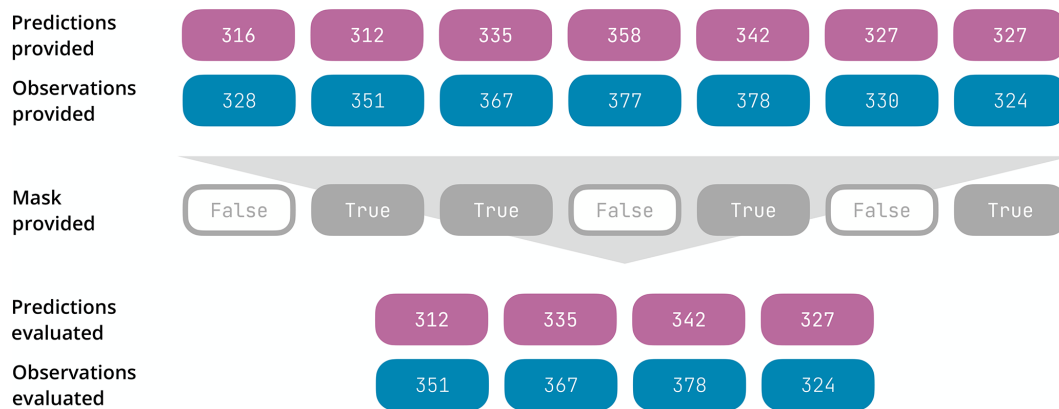 Predictions provided 316 312 335 358 342 327 327
Observations provided 328 351 367 377 378 330 324
Mask provided False True True False True False True
Predictions evaluated 312 335 342 327
Observations evaluated 351 367 378 324